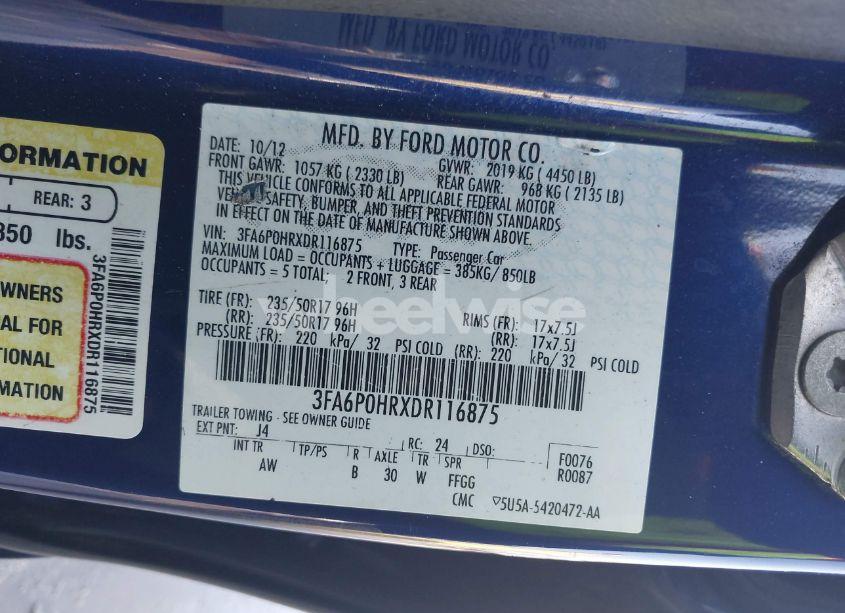 MFD. BY FORD MOTOR CO.
DATE: 10/12 GVWR: 2019 KG ( 4450 LB)
FRONT GAWR: 1057 KG ( 2330 LB) REAR GAWR: 968 KG ( 2135 LB)
THIS VEHICLE CONFORMS TO ALL APPLICABLE FEDERAL MOTOR
SAFETY, BUMPER, AND THEFT PREVENTION STANDARDS
IN EFFECT ON THE DATE OF MANUFACTURE SHOWN ABOVE.
VIN: 3FA6P0HRXDR116875 TYPE: Passenger Car
MAXIMUM LOAD = OCCUPANTS + LUGGAGE = 385KG/ 850LB
OCCUPANTS = 5 TOTAL, 2 FRONT, 3 REAR
TIRE (FR): 235/50R17 96H RIMS (FR): 17x7.5J
(RR): 235/50R17 96H (RR): 17x7.5J
PRESSURE (FR): 220 kPa/ 32 PSI COLD (RR): 220 kPa/ 32 PSI COLD
3FA6P0HRXDR116875
TRAILER TOWING - SEE OWNER GUIDE
EXT PNT: J4 RC: 24 DSO: F0076
INT TR TP/PS R AXLE TR SPR R0087
AW B 30 W FFGG
CMC 5U5A-5420472-AA
ORMATION
REAR: 3
850 lbs.
OWNERS
AL FOR
TIONAL
RMATION
3FA6P0HRXDR116875
wheelwise